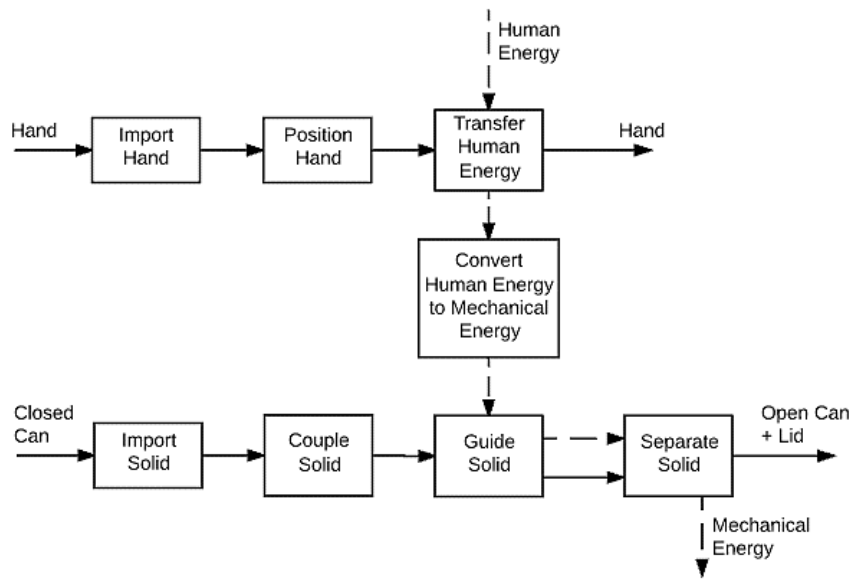 Human
Energy
Hand
Import
Hand
Position
Hand
Transfer
Human
Energy
Hand
Convert
Human Energy
to Mechanical
Energy
Closed
Can
Import
Solid
Couple
Solid
Guide
Solid
Separate
Solid
Open Can
+ Lid
Mechanical
Energy